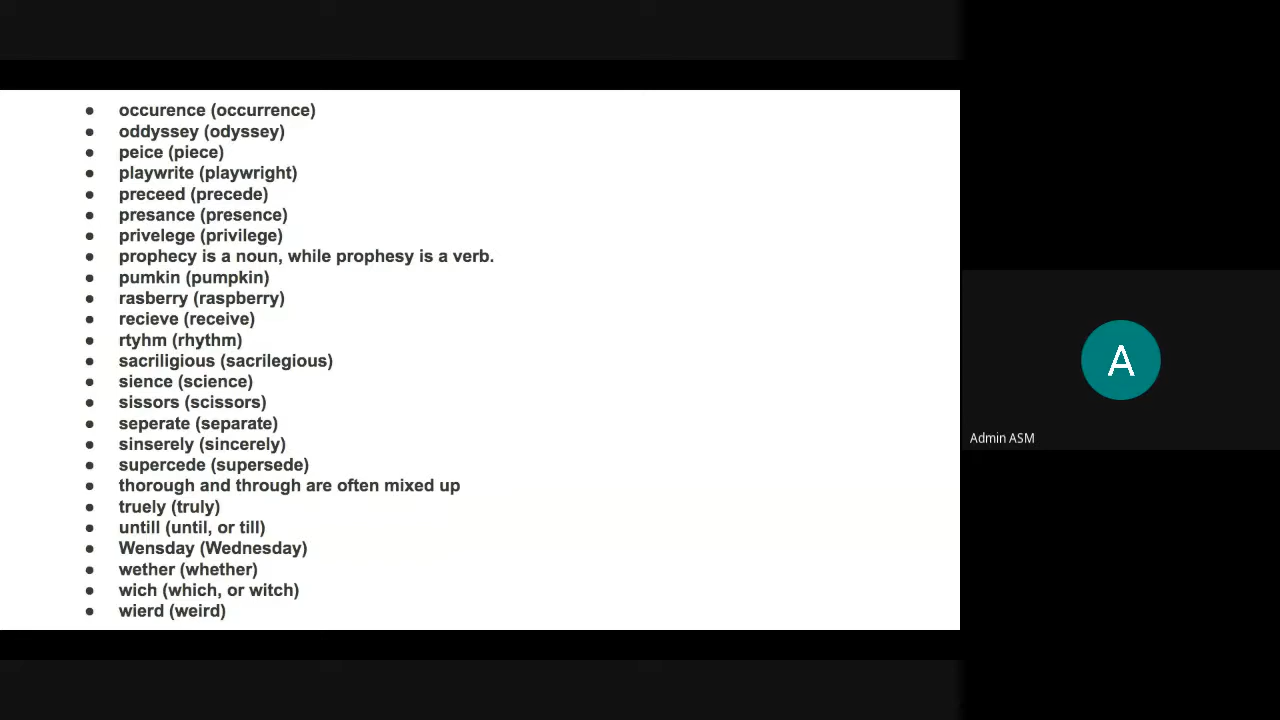 ● occurence (occurrence)
● oddyssey (odyssey)
● peice (piece)
● playwrite (playwright)
● preceed (precede)
● presance (presence)
● privelege (privilege)
● prophecy is a noun, while prophesy is a verb.
● pumkin (pumpkin)
● rasberry (raspberry)
● recieve (receive)
● rtyhm (rhythm)
● sacriligious (sacrilegious)
● sience (science)
● sissors (scissors)
● seperate (separate)
● sinserely (sincerely)
● supercede (supersede)
● thorough and through are often mixed up
● truely (truly)
● untill (until, or till)
● Wensday (Wednesday)
● wether (whether)
● wich (which, or witch)
● wierd (weird)
A
Admin ASM